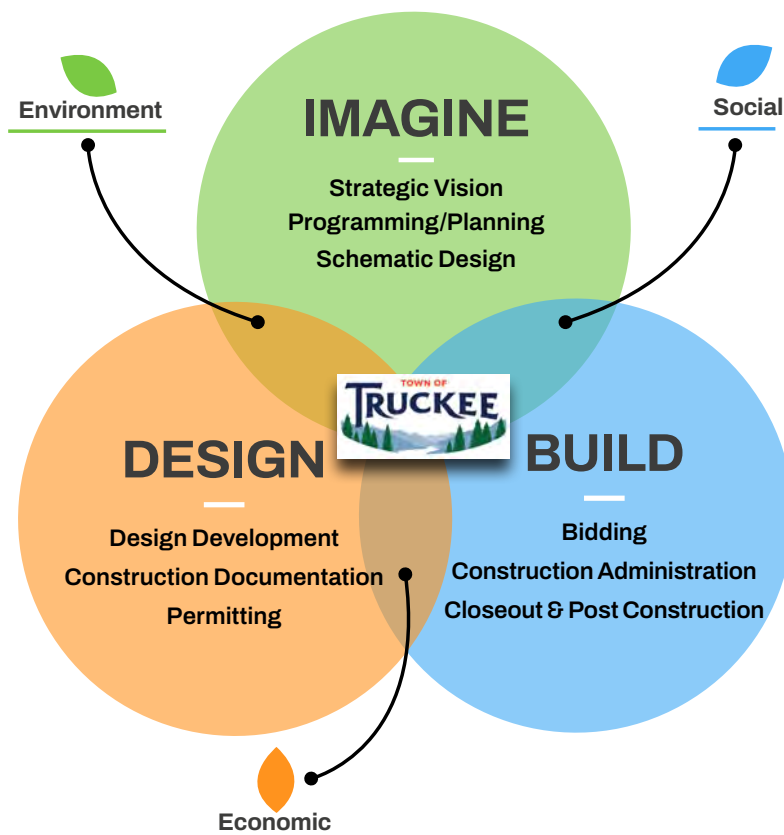 Environment
Social
IMAGINE
Strategic Vision
Programming/Planning
Schematic Design
TOWN OF
TRUCKEE
DESIGN
Design Development
Construction Documentation
Permitting
BUILD
Bidding
Construction Administration
Closeout & Post Construction
Economic